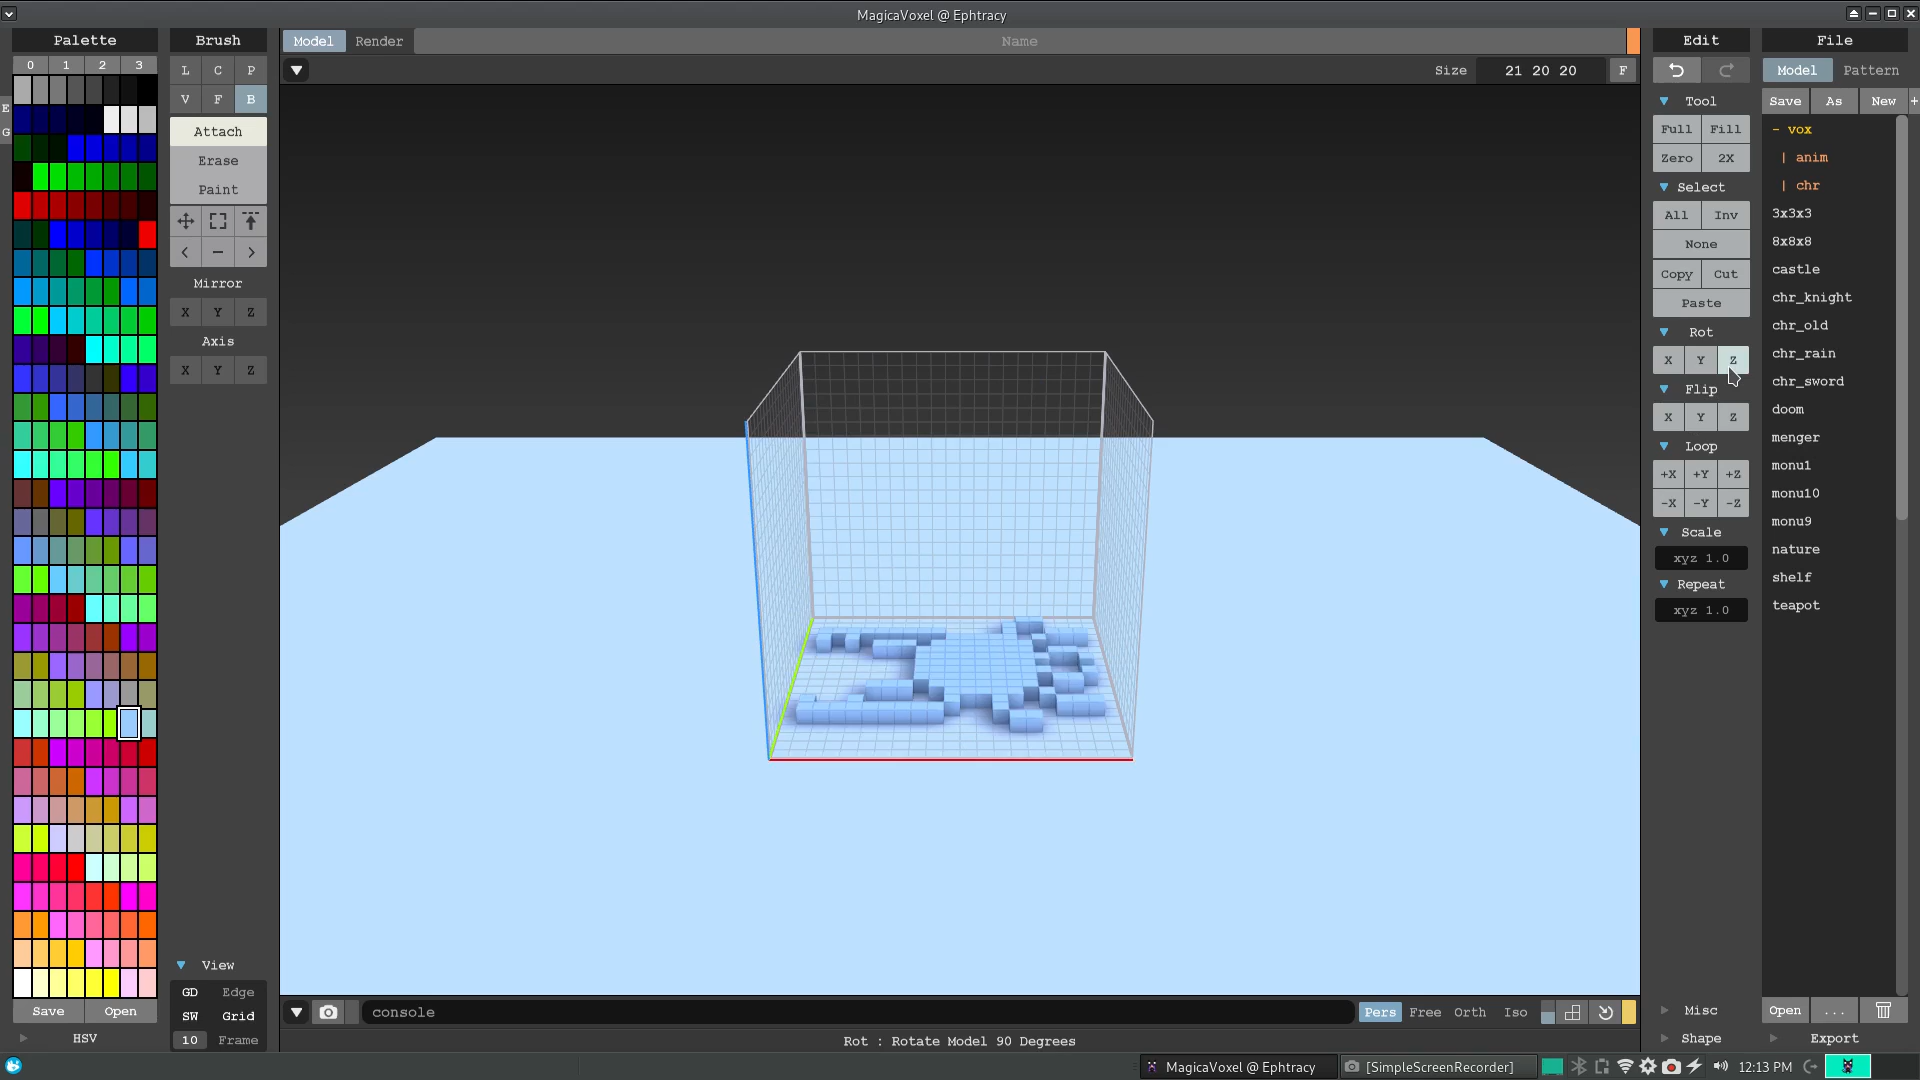 MagicaVoxel @ Ephtracy
Palette
0 1 2 3
E
G
Save Open
HSV
Brush
L C P
V F B
Attach
Erase
Paint
< - >
Mirror
X Y Z
Axis
X Y Z
View
GD Edge
SW Grid
10 Frame
Model Render Name
Size 21 20 20 F
console
Pers Free Orth Iso
Rot : Rotate Model 90 Degrees
Edit
Tool
Full Fill
Zero 2X
Select
All Inv
None
Copy Cut
Paste
Rot
X Y Z
Flip
X Y Z
Loop
+X +Y +Z
-X -Y -Z
Scale
xyz 1.0
Repeat
xyz 1.0
Misc
Shape
File
Model Pattern
Save As New +
- vox
| anim
| chr
3x3x3
8x8x8
castle
chr_knight
chr_old
chr_rain
chr_sword
doom
menger
monu1
monu10
monu9
nature
shelf
teapot
Open ...
Export
MagicaVoxel @ Ephtracy [SimpleScreenRecorder] 12:13 PM